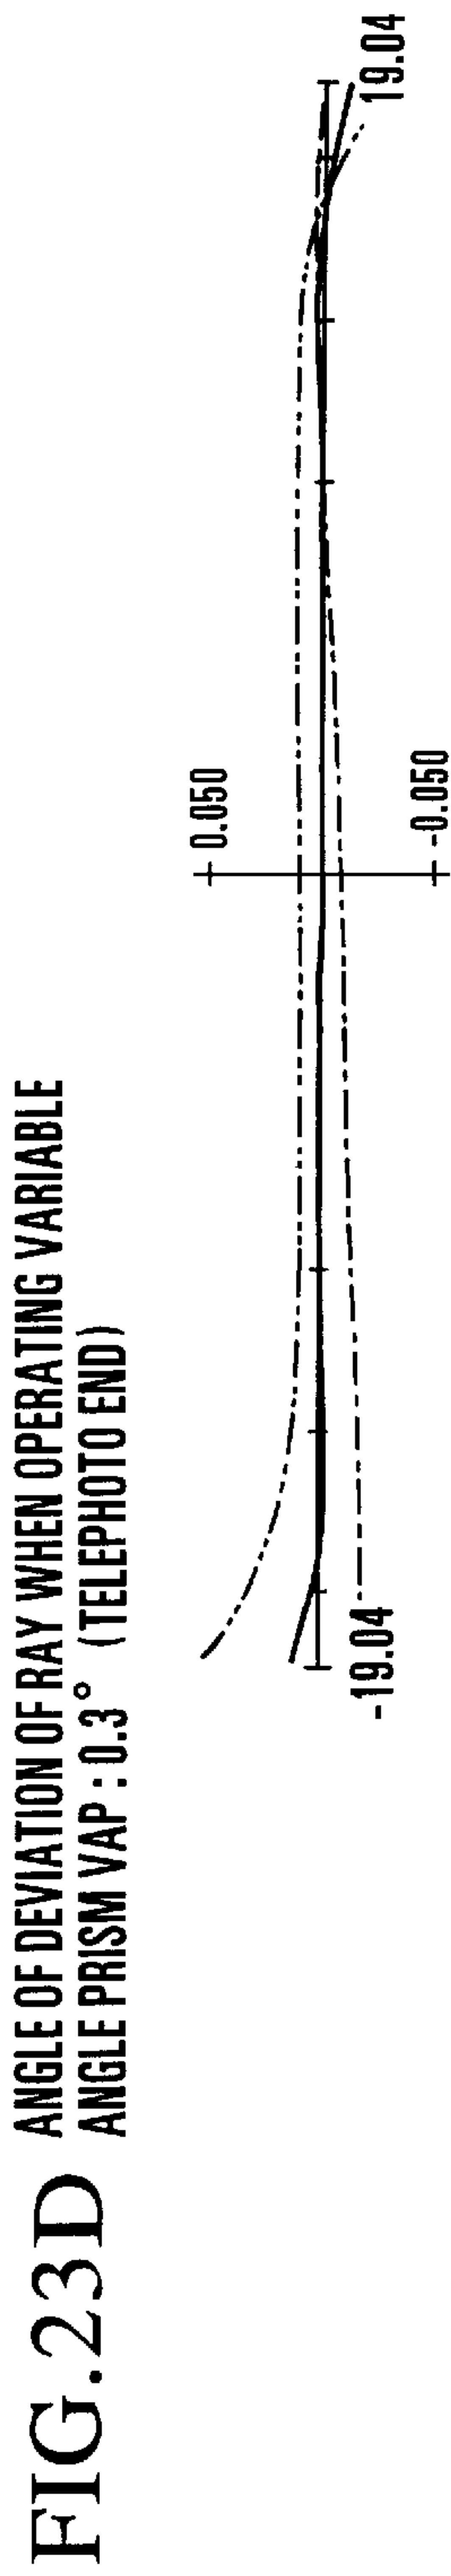 FIG.23D
ANGLE OF DEVIATION OF RAY WHEN OPERATING VARIABLE
ANGLE PRISM VAP : 0.3° (TELEPHOTO END)
0.050
-0.050
-19.04
19.04